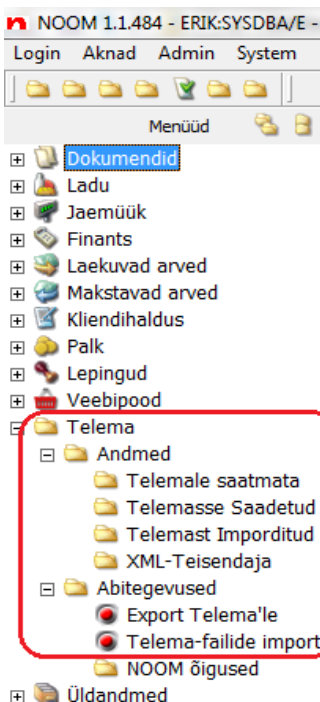 NOOM 1.1.484 - ERIK:SYSDBA/E -
Login Aknad Admin System
Menüüd
Dokumendid
Ladu
Jaemüük
Finants
Laekuvad arved
Makstavad arved
Kliendihaldus
Palk
Lepingud
Veebipood
Telema
Andmed
Telemale saatmata
Telemasse Saadetud
Telemast Imporditud
XML-Teisendaja
Abitegevused
Export Telema'le
Telema-failide import
NOOM õigused
Üldandmed